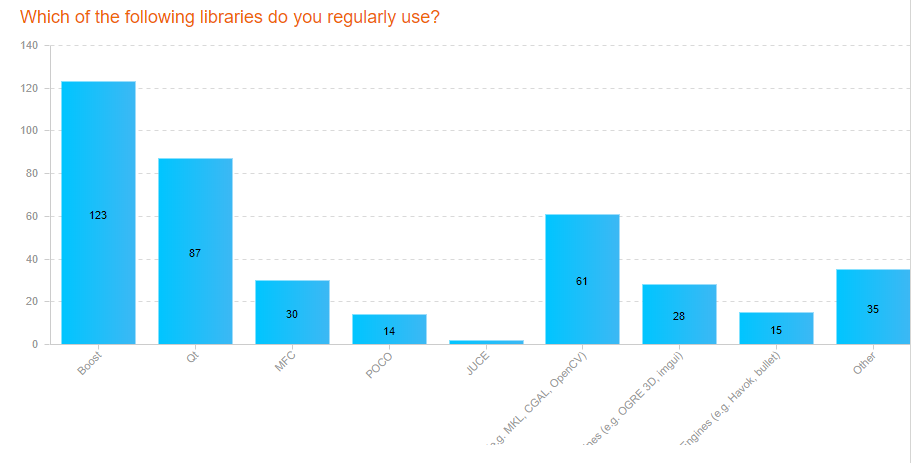 Which of the following libraries do you regularly use?
140
120
100
80
60
40
20
0
123
87
30
14
61
28
15
35
Boost
Qt
MFC
POCO
JUCE
MKL, CGAL, OpenCV)
(e.g. OGRE 3D, imgui)
(e.g. Havok, bullet)
Other